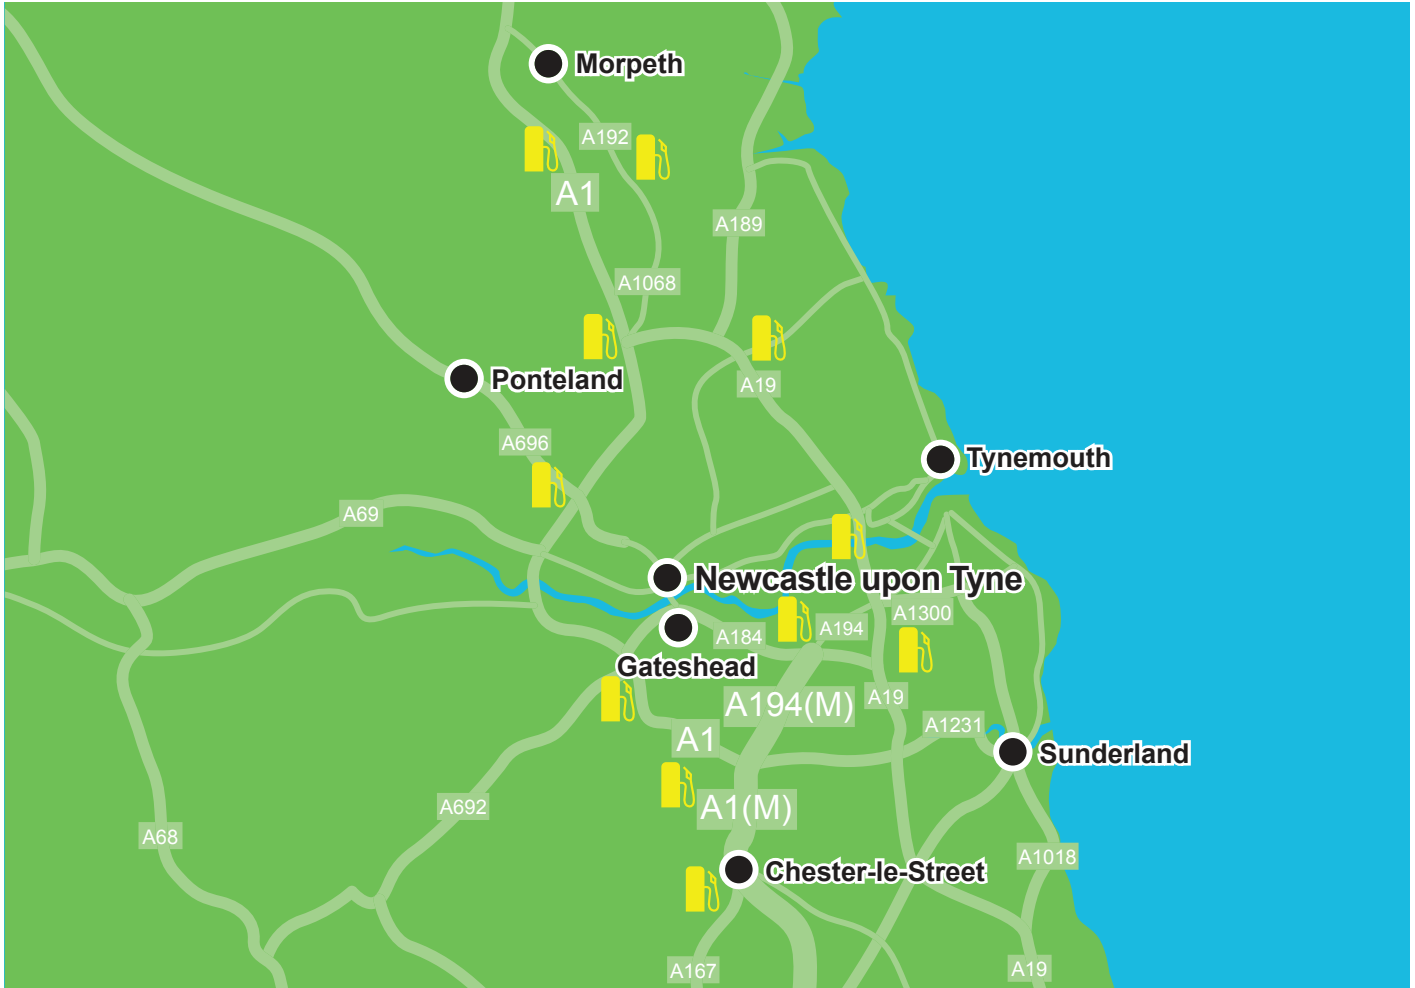 Morpeth
A192
A1
A189
A1068
Ponteland
A19
A696
Tynemouth
A69
Newcastle upon Tyne
A1300
A184
A194
Gateshead
A194(M)
A19
A1231
A1
Sunderland
A692
A1(M)
A68
A1018
Chester-le-Street
A167
A19